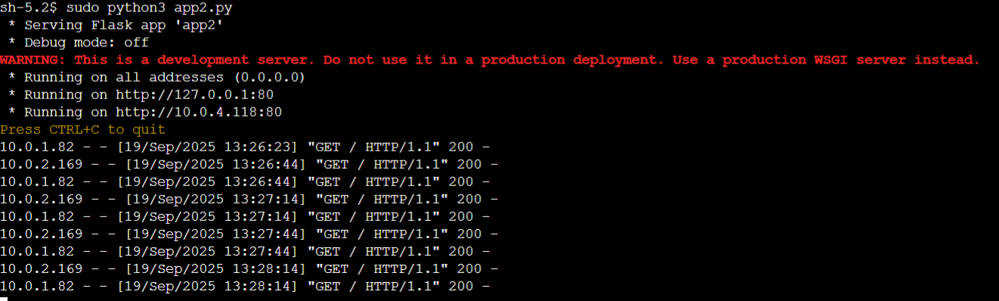 sh-5.2$ sudo python3 app2.py
 * Serving Flask app 'app2'
 * Debug mode: off
WARNING: This is a development server. Do not use it in a production deployment. Use a production WSGI server instead.
 * Running on all addresses (0.0.0.0)
 * Running on http://127.0.0.1:80
 * Running on http://10.0.4.118:80
Press CTRL+C to quit
10.0.1.82 - - [19/Sep/2025 13:26:23] "GET / HTTP/1.1" 200 -
10.0.2.169 - - [19/Sep/2025 13:26:44] "GET / HTTP/1.1" 200 -
10.0.1.82 - - [19/Sep/2025 13:26:44] "GET / HTTP/1.1" 200 -
10.0.2.169 - - [19/Sep/2025 13:27:14] "GET / HTTP/1.1" 200 -
10.0.1.82 - - [19/Sep/2025 13:27:14] "GET / HTTP/1.1" 200 -
10.0.2.169 - - [19/Sep/2025 13:27:44] "GET / HTTP/1.1" 200 -
10.0.1.82 - - [19/Sep/2025 13:27:44] "GET / HTTP/1.1" 200 -
10.0.2.169 - - [19/Sep/2025 13:28:14] "GET / HTTP/1.1" 200 -
10.0.1.82 - - [19/Sep/2025 13:28:14] "GET / HTTP/1.1" 200 -